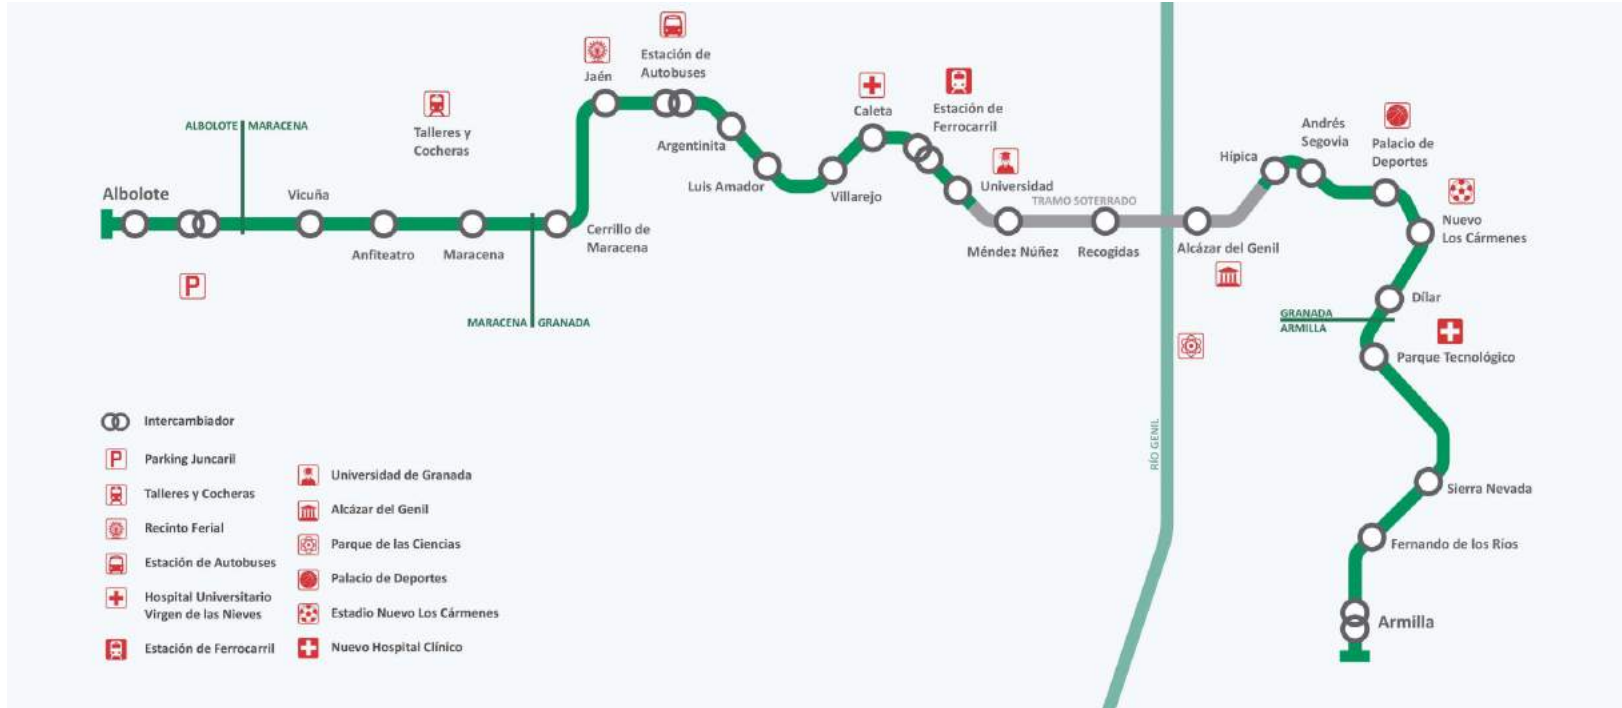 Estación de
Autobuses
Jaén
Talleres y
Cocheras
ALBOLOTE
MARACENA
Argentinita
Caleta
Estación de
Ferrocarril
Luis Amador
Villarejo
Universidad
TRAMO SOTERRADO
Hípica
Andrés
Segovia
Palacio de
Deportes
Albolote
Vicuña
Anfiteatro
Maracena
Cerrillo de
Maracena
Méndez Núñez
Recogidas
Alcázar del Genil
Nuevo
Los Cármenes
P
MARACENA
GRANADA
Dílar
GRANADA
ARMILLA
Parque Tecnológico
RÍO GENIL
Sierra Nevada
Fernando de los Ríos
Armilla
Intercambiador
P
Parking Juncaril
Talleres y Cocheras
Recinto Ferial
Estación de Autobuses
Hospital Universitario
Virgen de las Nieves
Estación de Ferrocarril
Universidad de Granada
Alcázar del Genil
Parque de las Ciencias
Palacio de Deportes
Estadio Nuevo Los Cármenes
Nuevo Hospital Clínico